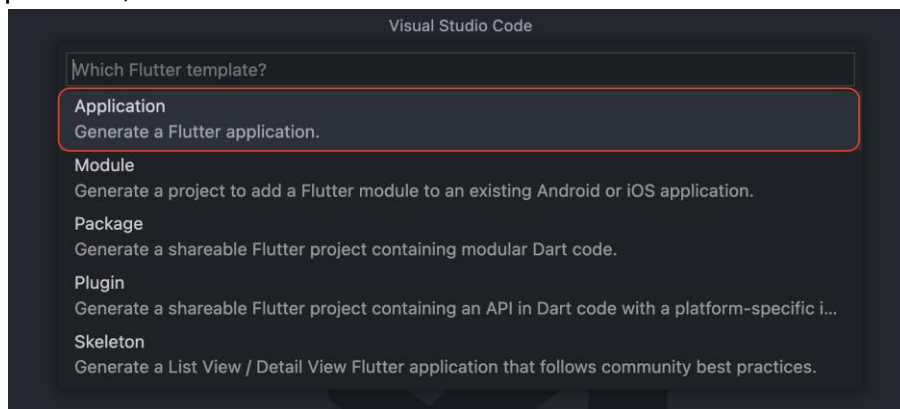 Visual Studio Code
Which Flutter template?
Application
Generate a Flutter application.
Module
Generate a project to add a Flutter module to an existing Android or iOS application.
Package
Generate a shareable Flutter project containing modular Dart code.
Plugin
Generate a shareable Flutter project containing an API in Dart code with a platform-specific i...
Skeleton
Generate a List View / Detail View Flutter application that follows community best practices.